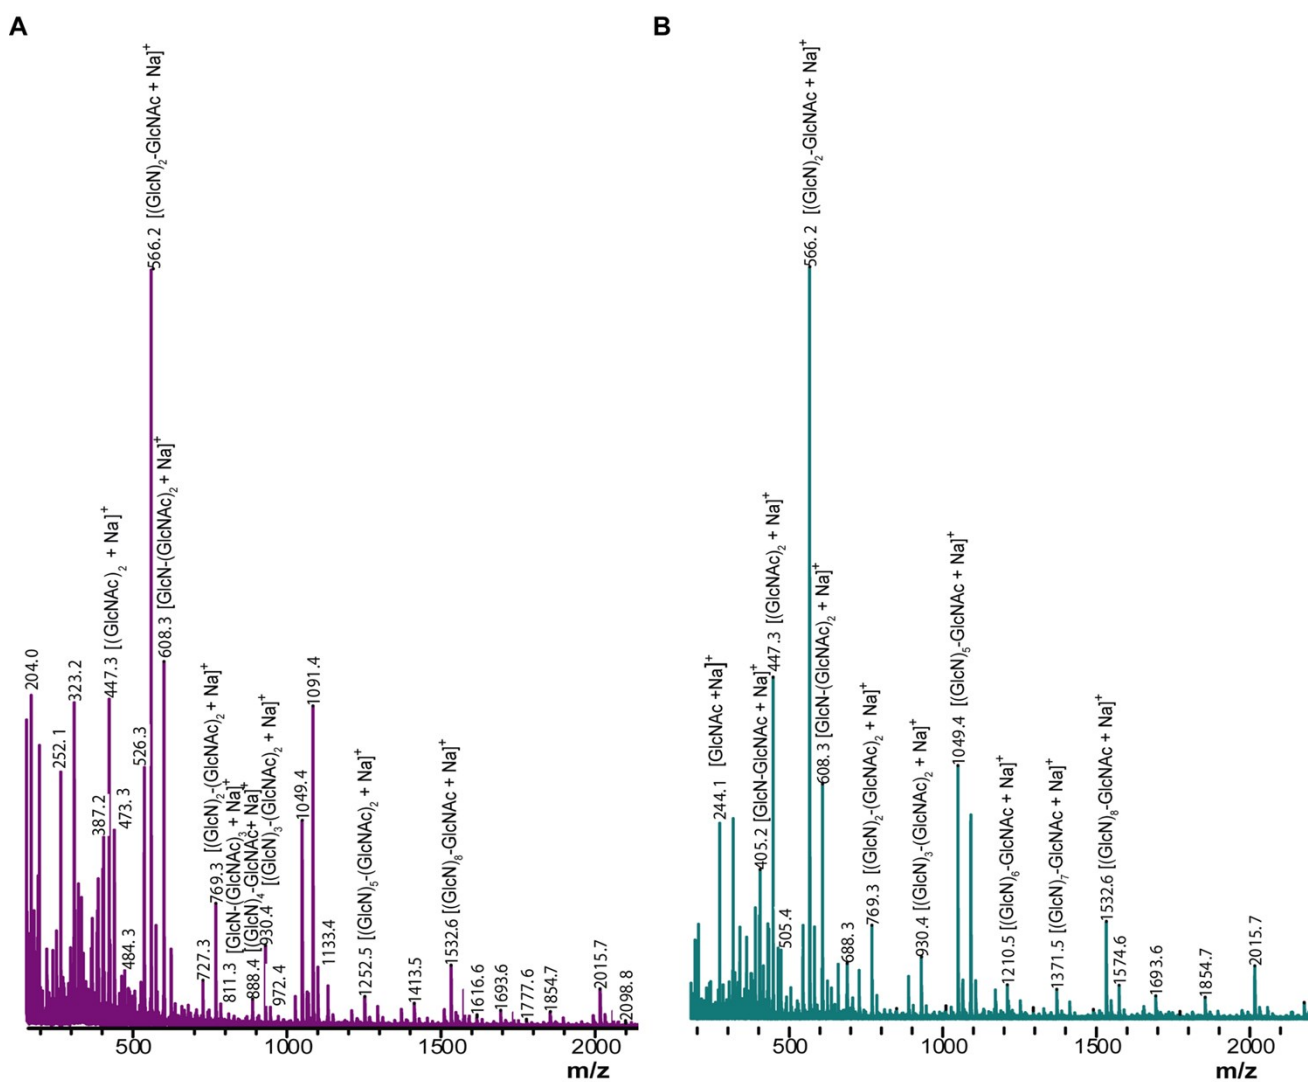 A
204.0
252.1
323.2
387.2
447.3 [(GlcNAc)₂ + Na]⁺
473.3
484.3
526.3
566.2 [(GlcN)₂-GlcNAc + Na]⁺
608.3 [GlcN-(GlcNAc)₂ + Na]⁺
727.3
769.3 [(GlcN)₂-(GlcNAc)₂ + Na]⁺
811.3 [GlcN-(GlcNAc)₃ + Na]⁺
888.4 [(GlcN)₄-GlcNAc+ Na]⁺
930.4 [(GlcN)₃-(GlcNAc)₂ + Na]⁺
972.4
1049.4
1091.4
1133.4
1252.5 [(GlcN)₅-(GlcNAc)₂ + Na]⁺
1413.5
1532.6 [(GlcN)₈-GlcNAc + Na]⁺
1616.6
1693.6
1777.6
1854.7
2015.7
2098.8
500 1000 1500 2000
m/z
B
244.1 [GlcNAc +Na]⁺
405.2 [GlcN-GlcNAc + Na]⁺
447.3 [(GlcNAc)₂ + Na]⁺
505.4
566.2 [(GlcN)₂-GlcNAc + Na]⁺
608.3 [GlcN-(GlcNAc)₂ + Na]⁺
688.3
769.3 [(GlcN)₂-(GlcNAc)₂ + Na]⁺
930.4 [(GlcN)₃-(GlcNAc)₂ + Na]⁺
1049.4 [(GlcN)₅-GlcNAc + Na]⁺
1210.5 [(GlcN)₆-GlcNAc + Na]⁺
1371.5 [(GlcN)₇-GlcNAc + Na]⁺
1532.6 [(GlcN)₈-GlcNAc + Na]⁺
1574.6
1693.6
1854.7
2015.7
500 1000 1500 2000
m/z